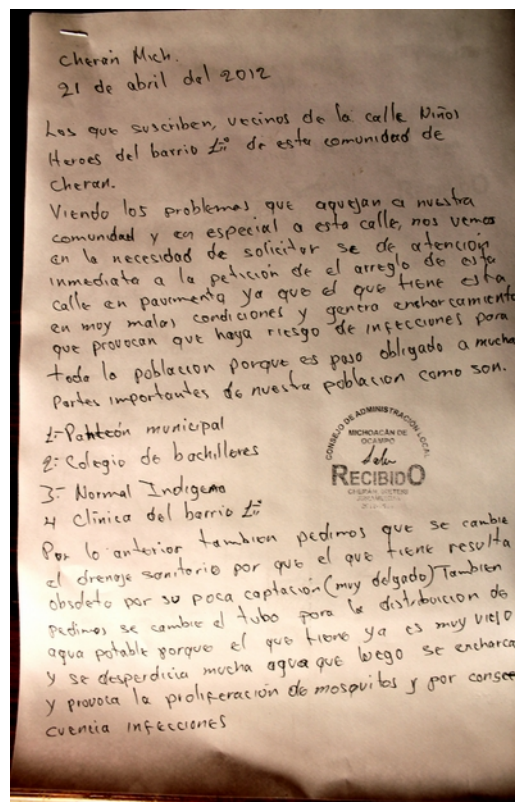 Cherán Mich.
21 de abril del 2012
Los que suscriben, vecinos de la calle Niños
Heroes del barrio 1º de esta comunidad de
Cheran.
Viendo los problemas que aquejan a nuestra
comunidad y en especial a esta calle, nos vemos
en la necesidad de solicitar se de atención
inmediata a la petición de el arreglo de esta
calle en pavimento ya que el que tiene esta
en muy malas condiciones y genera encharcamiento
que provocan que haya riesgo de infecciones para
toda la poblacion porque es paso obligado a mucha
Partes importantes de nuestra poblacion como son.
1-Panteón municipal
2- Colegio de bachilleres
3- Normal Indigena
4 Clinica del barrio 1º
CONSEJO DE ADMINISTRACIÓN LOCAL
MICHOACÁN DE
OCAMPO
RECIBIDO
Por lo anterior tambien pedimos que se cambie
el drenaje sanitario por que el que tiene resulta
obsoleto por su poca captación (muy delgado) Tambien
pedimos se cambie el tubo para la distribuicion de
agua potable porque el que tiene ya es muy viejo
y se desperdicia mucha agua que luego se encharca
y provoca la proliferación de mosquitos y por conse
cuencia infecciones